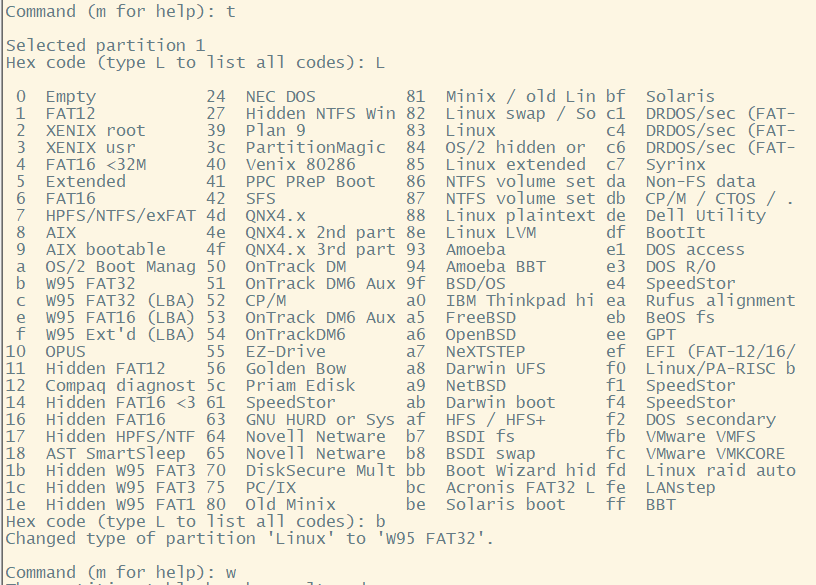 Command (m for help): t
Selected partition 1
Hex code (type L to list all codes): L
0 Empty 24 NEC DOS 81 Minix / old Lin bf Solaris
1 FAT12 27 Hidden NTFS Win 82 Linux swap / So c1 DRDOS/sec (FAT-
2 XENIX root 39 Plan 9 83 Linux c4 DRDOS/sec (FAT-
3 XENIX usr 3c PartitionMagic 84 OS/2 hidden or c6 DRDOS/sec (FAT-
4 FAT16 <32M 40 Venix 80286 85 Linux extended c7 Syrinx
5 Extended 41 PPC PReP Boot 86 NTFS volume set da Non-FS data
6 FAT16 42 SFS 87 NTFS volume set db CP/M / CTOS / .
7 HPFS/NTFS/exFAT 4d QNX4.x 88 Linux plaintext de Dell Utility
8 AIX 4e QNX4.x 2nd part 8e Linux LVM df BootIt
9 AIX bootable 4f QNX4.x 3rd part 93 Amoeba e1 DOS access
a OS/2 Boot Manag 50 OnTrack DM 94 Amoeba BBT e3 DOS R/O
b W95 FAT32 51 OnTrack DM6 Aux 9f BSD/OS e4 SpeedStor
c W95 FAT32 (LBA) 52 CP/M a0 IBM Thinkpad hi ea Rufus alignment
e W95 FAT16 (LBA) 53 OnTrack DM6 Aux a5 FreeBSD eb BeOS fs
f W95 Ext'd (LBA) 54 OnTrackDM6 a6 OpenBSD ee GPT
10 OPUS 55 EZ-Drive a7 NeXTSTEP ef EFI (FAT-12/16/
11 Hidden FAT12 56 Golden Bow a8 Darwin UFS f0 Linux/PA-RISC b
12 Compaq diagnost 5c Priam Edisk a9 NetBSD f1 SpeedStor
14 Hidden FAT16 <3 61 SpeedStor ab Darwin boot f4 SpeedStor
16 Hidden FAT16 63 GNU HURD or Sys af HFS / HFS+ f2 DOS secondary
17 Hidden HPFS/NTF 64 Novell Netware b7 BSDI fs fb VMware VMFS
18 AST SmartSleep 65 Novell Netware b8 BSDI swap fc VMware VMKCORE
1b Hidden W95 FAT3 70 DiskSecure Mult bb Boot Wizard hid fd Linux raid auto
1c Hidden W95 FAT3 75 PC/IX bc Acronis FAT32 L fe LANstep
1e Hidden W95 FAT1 80 Old Minix be Solaris boot ff BBT
Hex code (type L to list all codes): b
Changed type of partition 'Linux' to 'W95 FAT32'.
Command (m for help): w